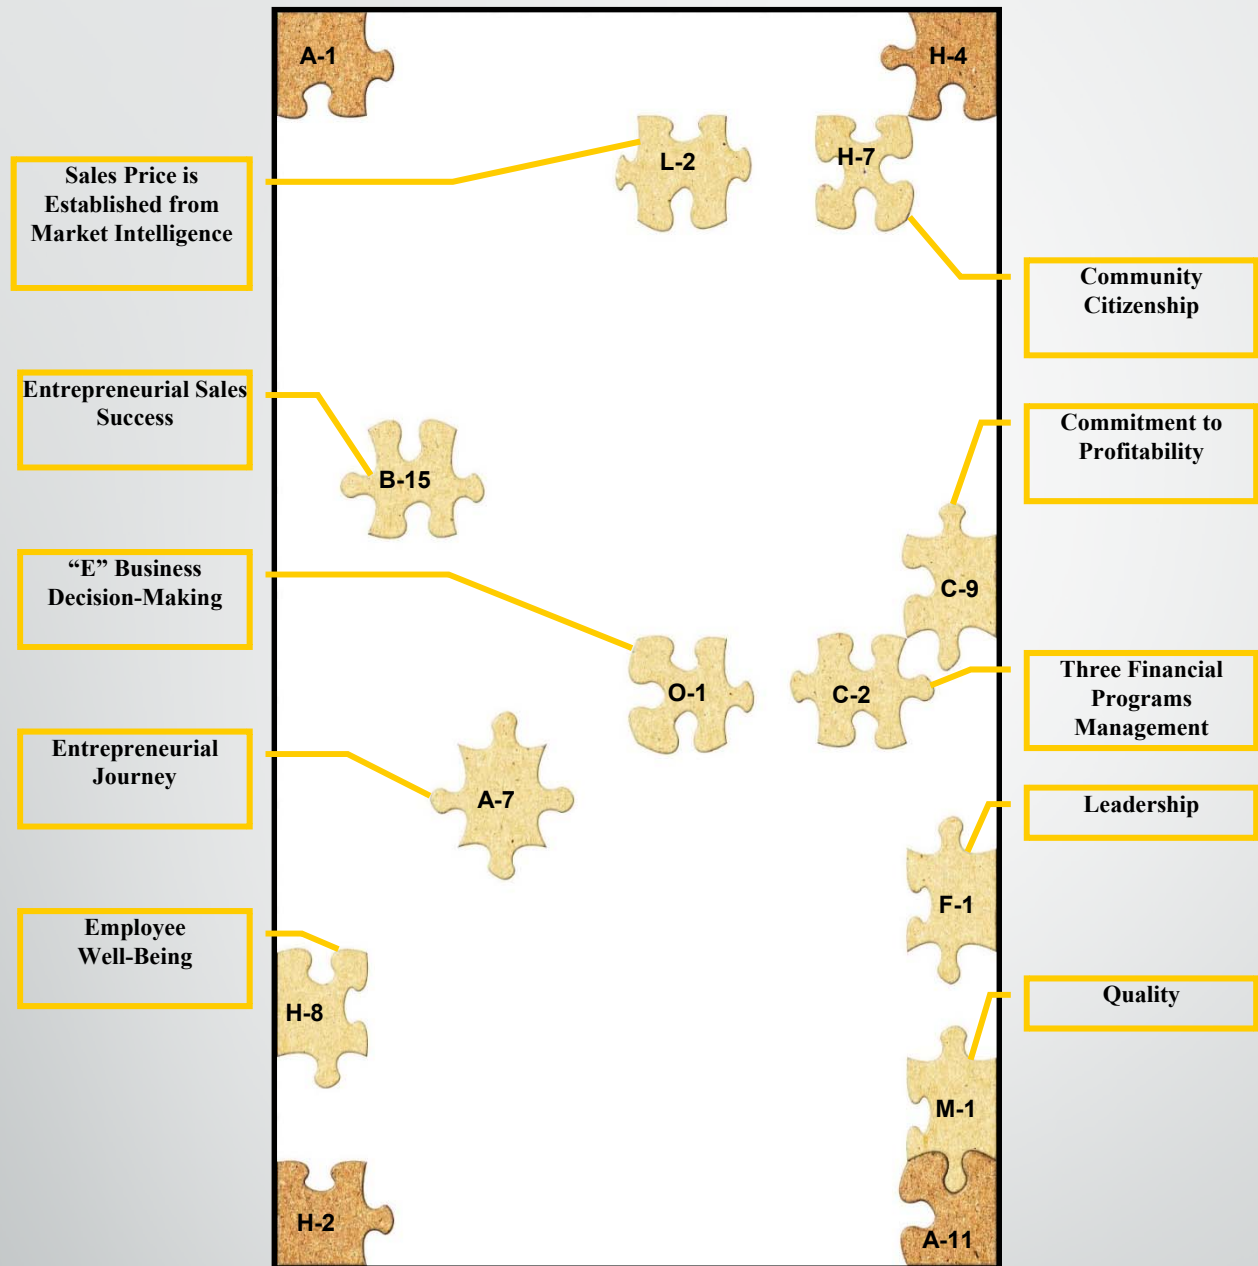 A-1
H-4
Sales Price is
Established from
Market Intelligence
L-2
H-7
Community
Citizenship
Entrepreneurial Sales
Success
B-15
Commitment to
Profitability
C-9
“E” Business
Decision-Making
O-1
C-2
Three Financial
Programs
Management
Entrepreneurial
Journey
A-7
Leadership
F-1
Employee
Well-Being
H-8
Quality
M-1
H-2
A-11